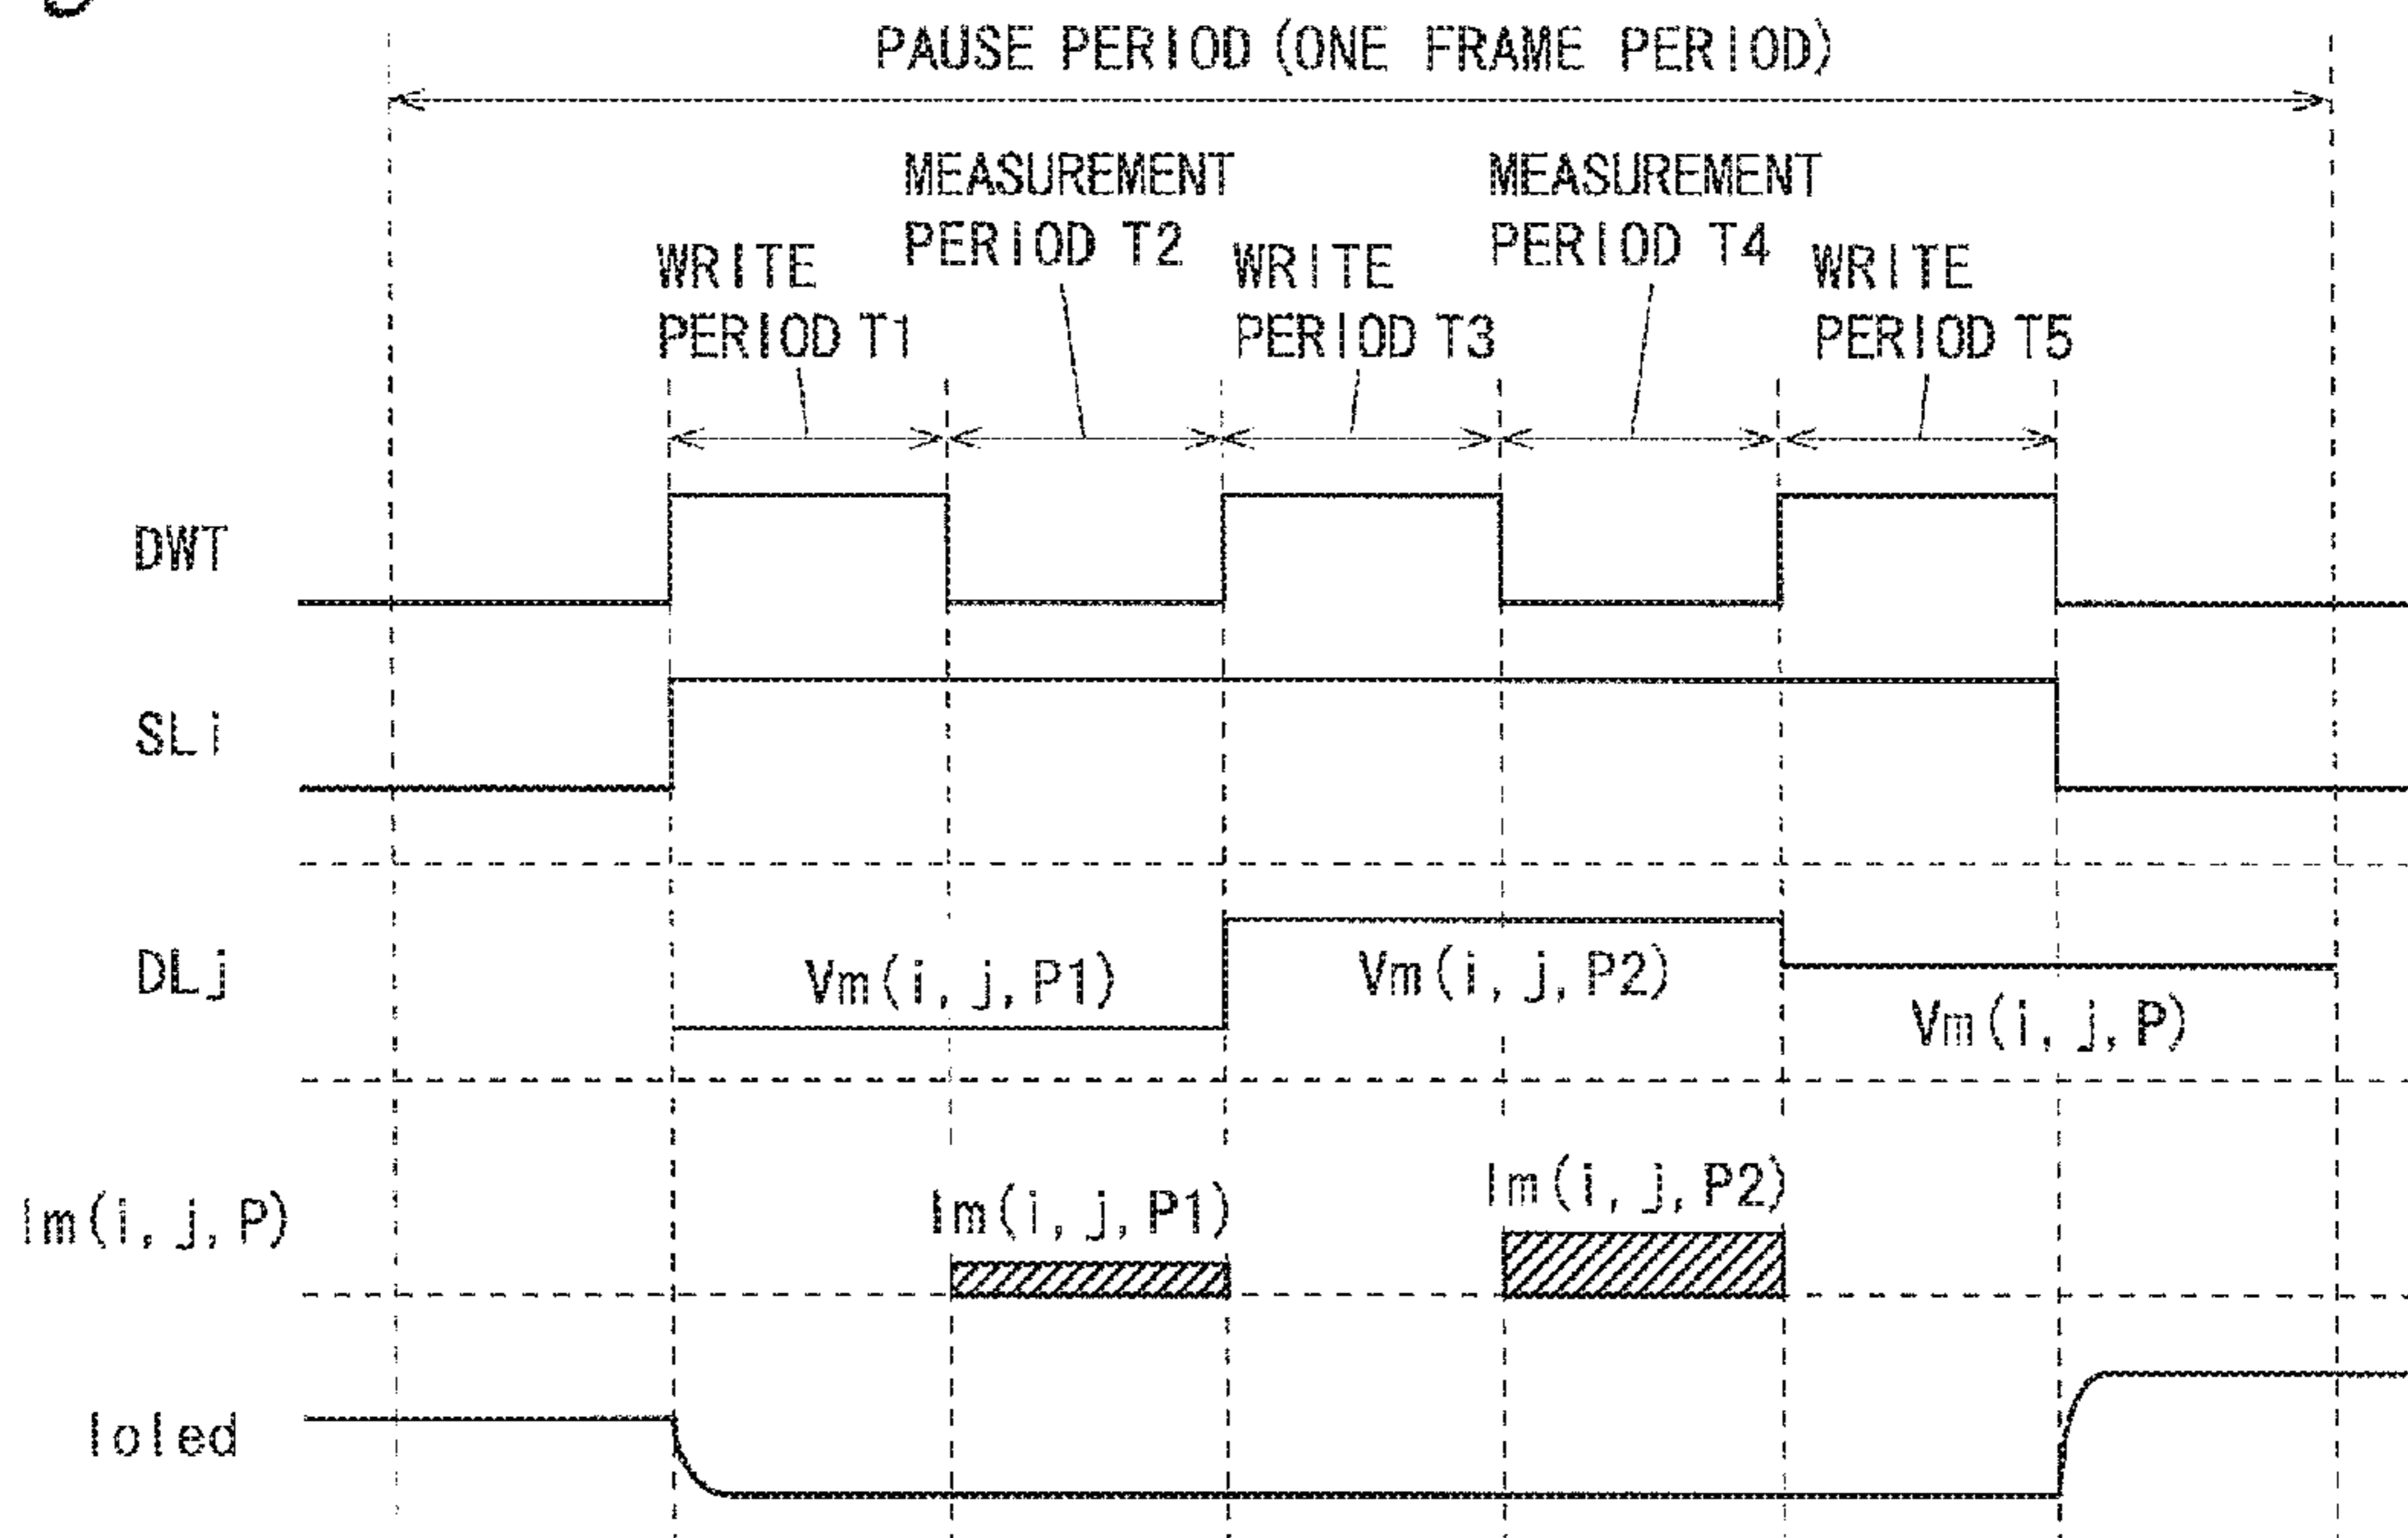 PAUSE PERIOD (ONE FRAME PERIOD)
MEASUREMENT
PERIOD T2
MEASUREMENT
PERIOD T4
WRITE
PERIOD T1
WRITE
PERIOD T3
WRITE
PERIOD T5
DWT
SLi
DLj
Vm(i, j, P1)
Vm(i, j, P2)
Vm(i, j, P)
Im(i, j, P)
Im(i, j, P1)
Im(i, j, P2)
Ioled